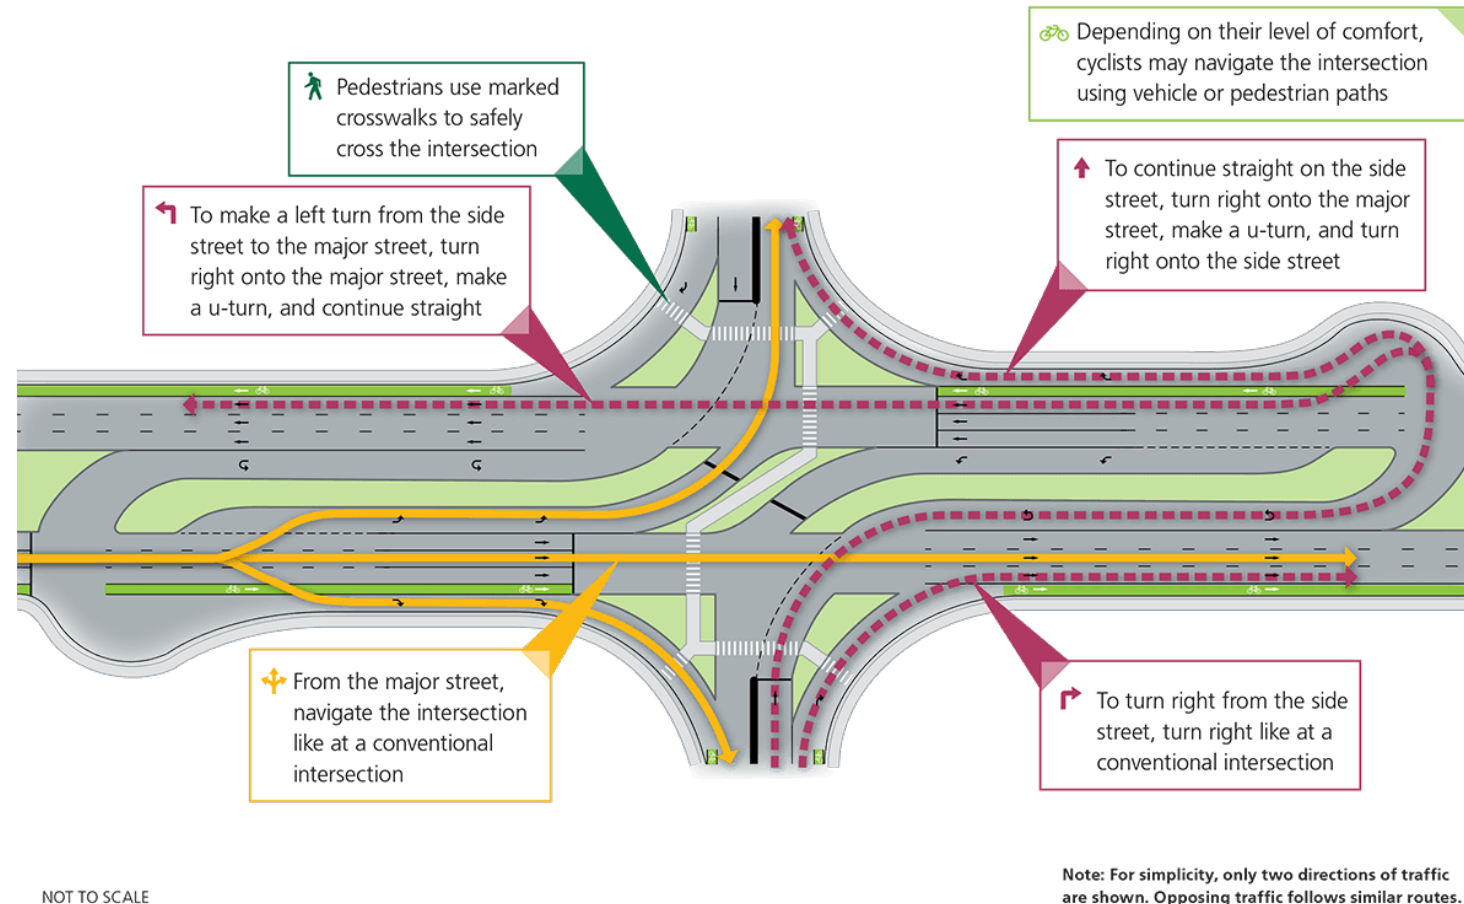 Depending on their level of comfort,
cyclists may navigate the intersection
using vehicle or pedestrian paths
Pedestrians use marked
crosswalks to safely
cross the intersection
To continue straight on the side
street, turn right onto the major
street, make a u-turn, and turn
right onto the side street
To make a left turn from the side
street to the major street, turn
right onto the major street, make
a u-turn, and continue straight
From the major street,
navigate the intersection
like at a conventional
intersection
To turn right from the side
street, turn right like at a
conventional intersection
NOT TO SCALE
Note: For simplicity, only two directions of traffic
are shown. Opposing traffic follows similar routes.